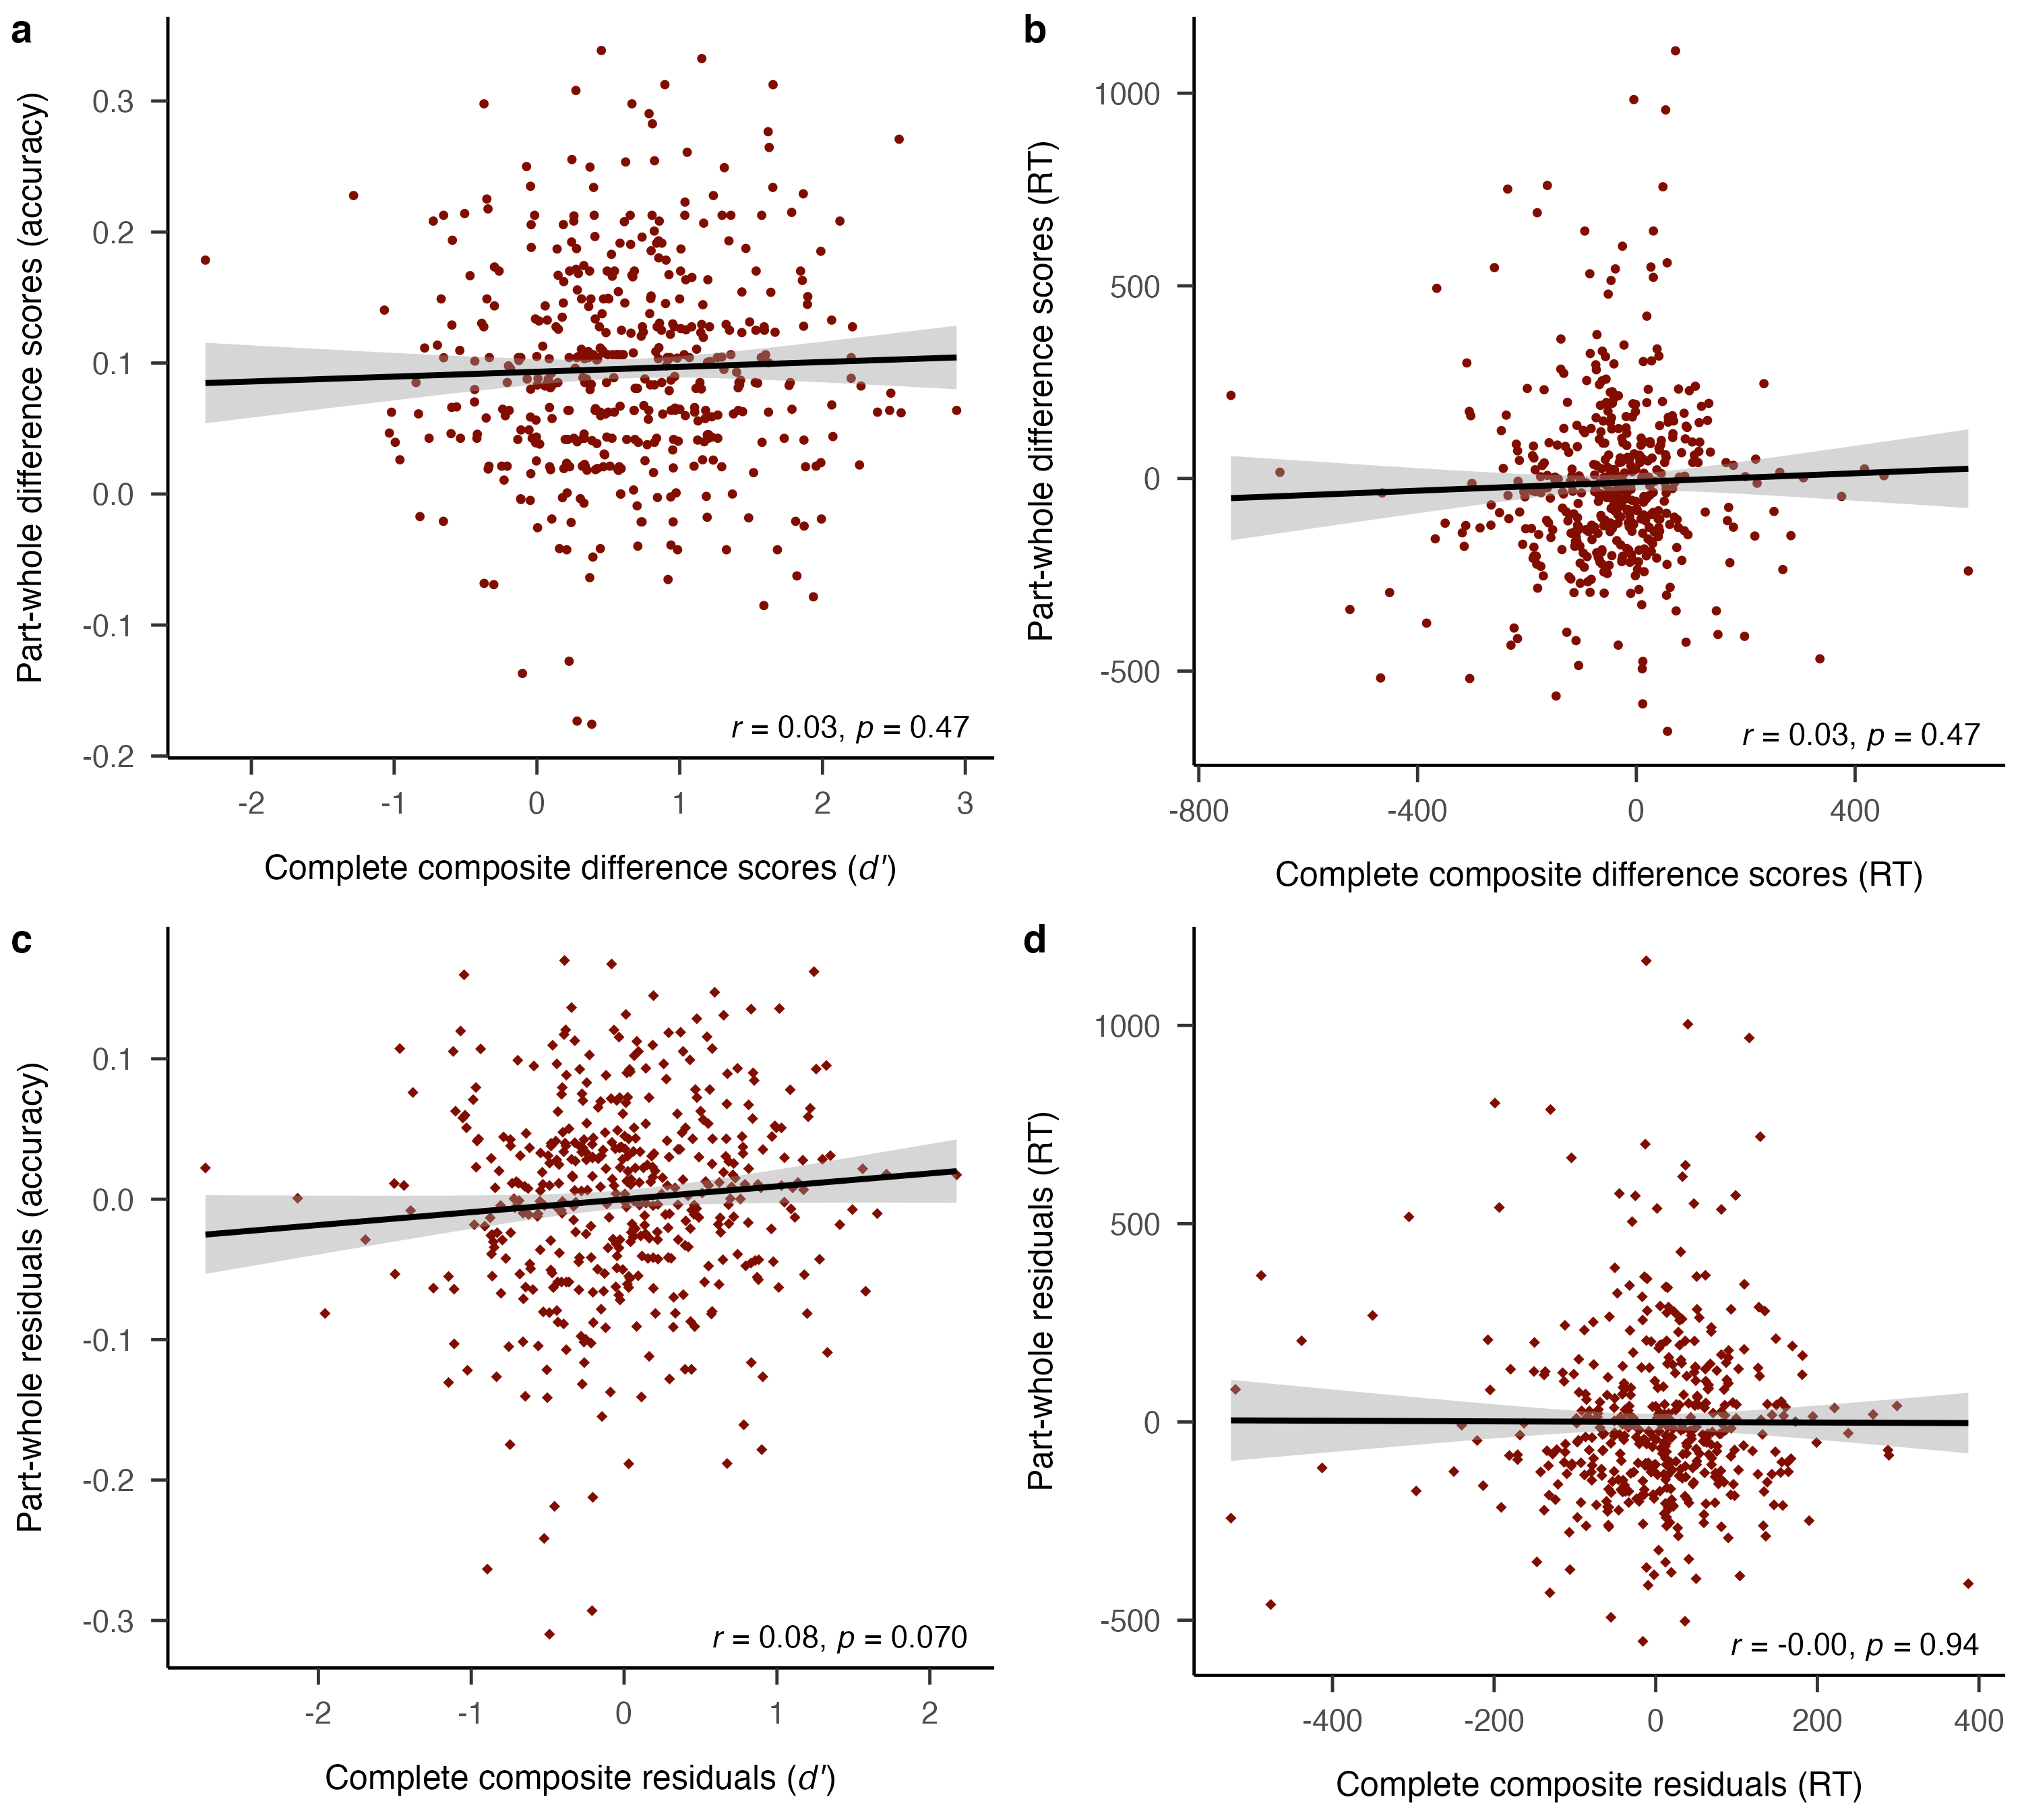 a
Part-whole difference scores (accuracy)
0.3
0.2
0.1
0.0
-0.1
-0.2
r = 0.03, p = 0.47
-2 -1 0 1 2 3
Complete composite difference scores (d′)
b
Part-whole difference scores (RT)
1000
500
0
-500
r = 0.03, p = 0.47
-800 -400 0 400
Complete composite difference scores (RT)
c
Part-whole residuals (accuracy)
0.1
0.0
-0.1
-0.2
-0.3
r = 0.08, p = 0.070
-2 -1 0 1 2
Complete composite residuals (d′)
d
Part-whole residuals (RT)
1000
500
0
-500
r = -0.00, p = 0.94
-400 -200 0 200 400
Complete composite residuals (RT)